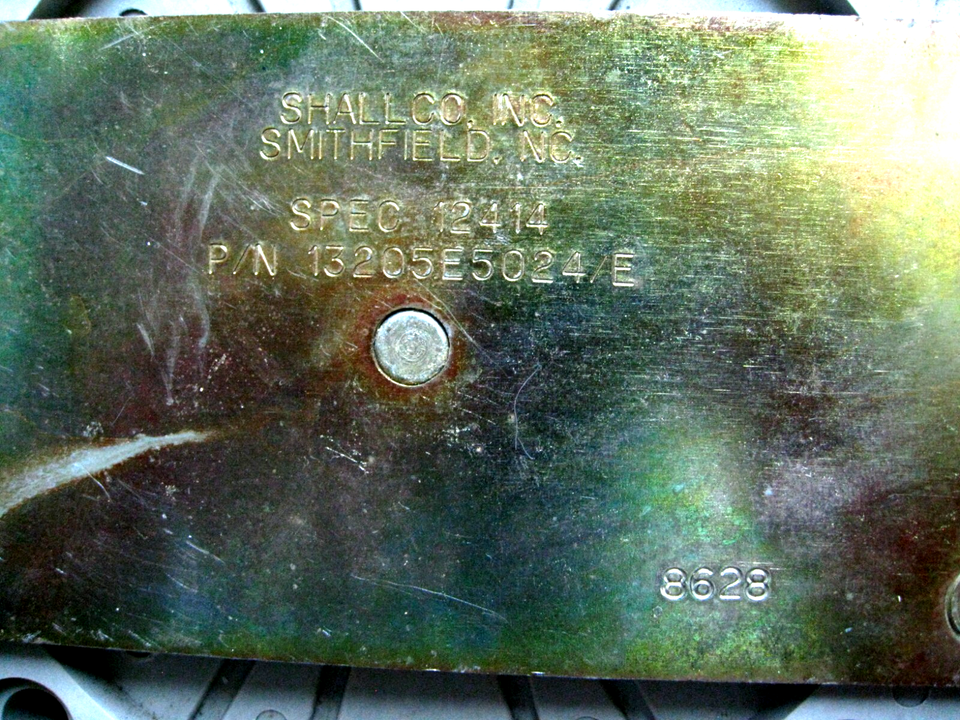 SHALLCO, INC.
SMITHFIELD, NC.
SPEC 12414
P/N 13205E5024/E
8628